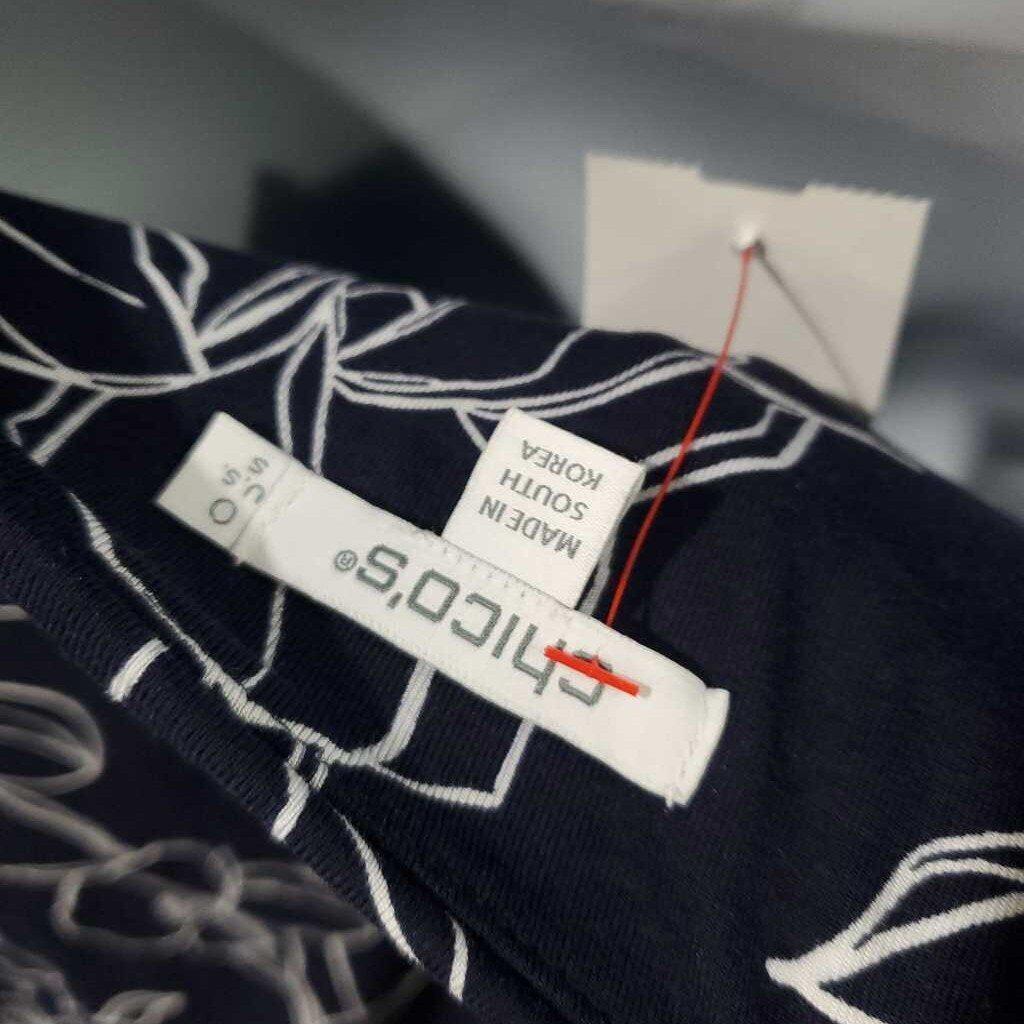 chico's®
0
U.S.
U.S.
MADE IN
SOUTH
KOREA